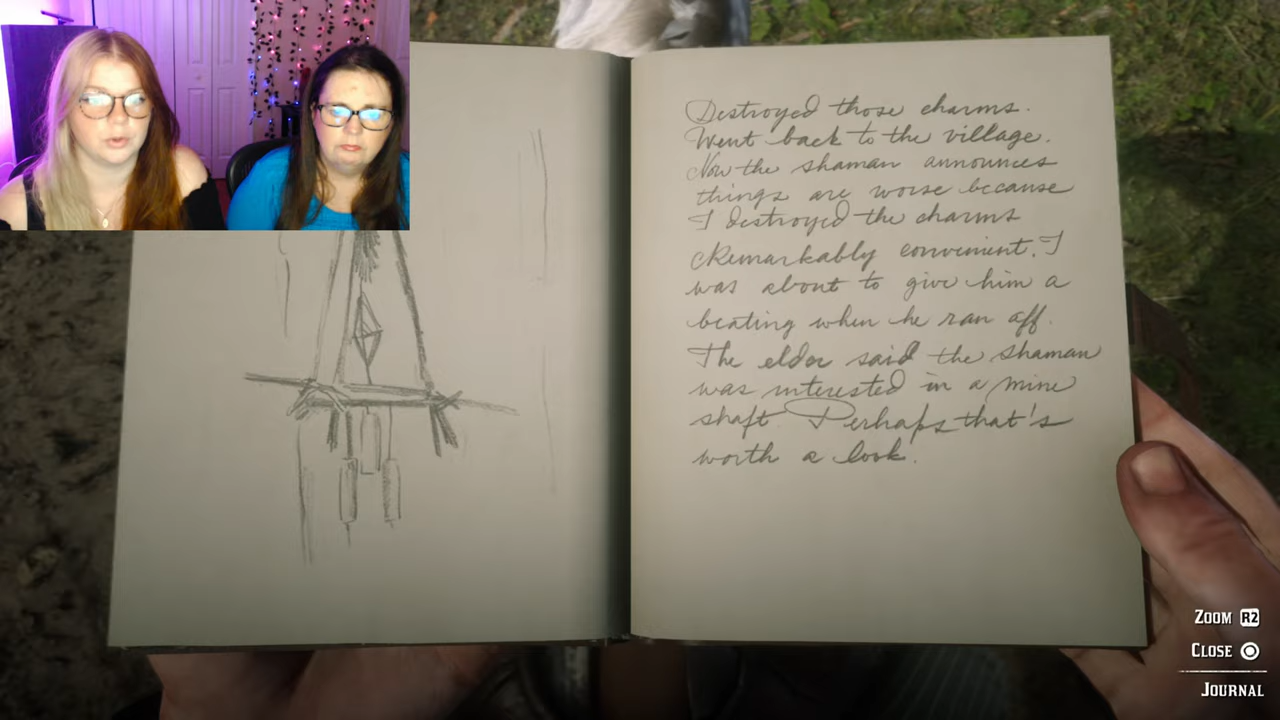 Destroyed those charms.
Went back to the village.
Now the shaman announces
things are worse because
I destroyed the charms
Remarkably convenient. I
was about to give him a
beating when he ran off.
The elder said the shaman
was interested in a mine
shaft. Perhaps that's
worth a look.
ZOOM R2
CLOSE
JOURNAL